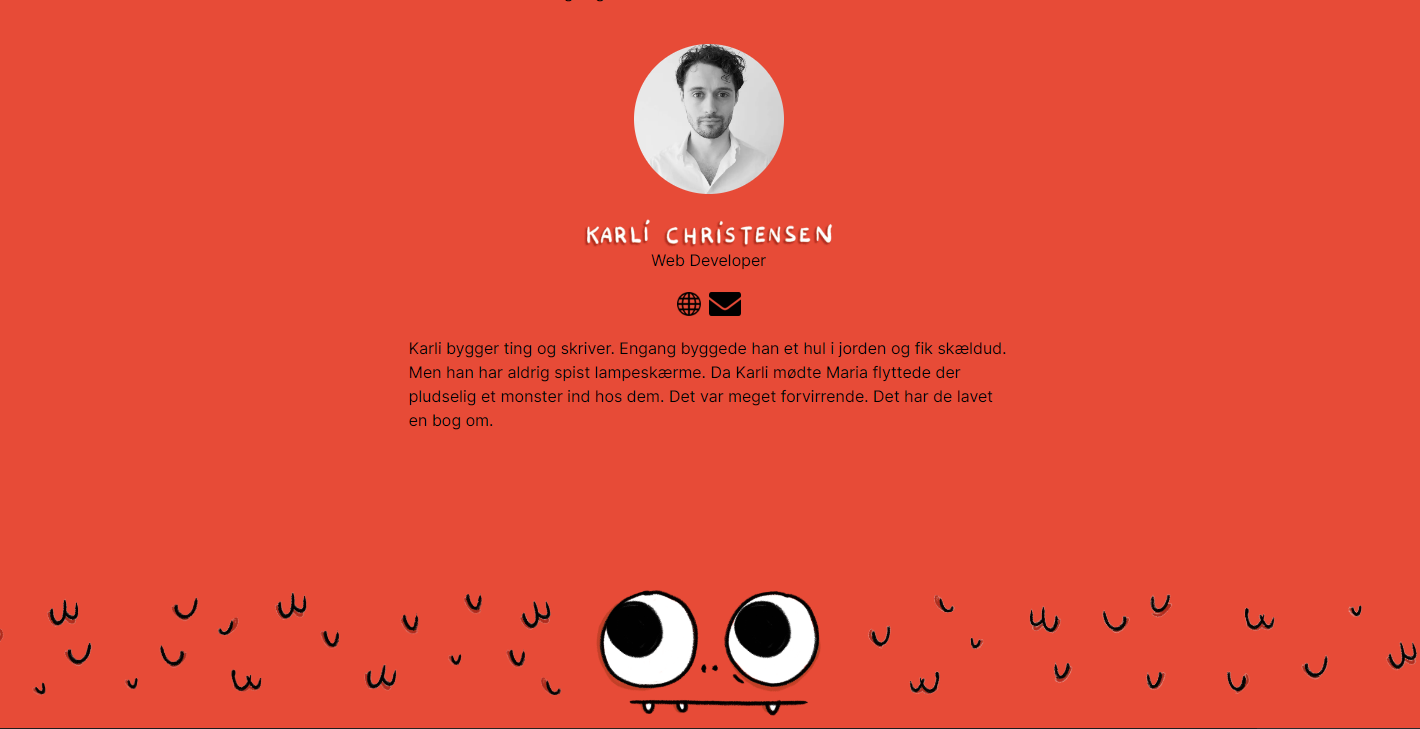 KARLI CHRISTENSEN
Web Developer
Karli bygger ting og skriver. Engang byggede han et hul i jorden og fik skældud.
Men han har aldrig spist lampeskærme. Da Karli mødte Maria flyttede der
pludselig et monster ind hos dem. Det var meget forvirrende. Det har de lavet
en bog om.